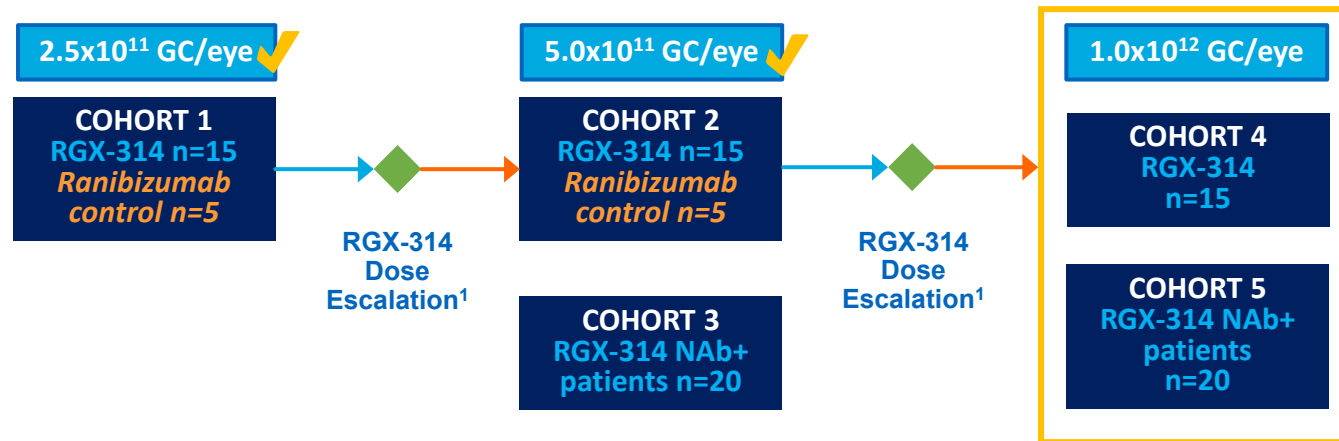 2.5x10¹¹ GC/eye
COHORT 1
RGX-314 n=15
Ranibizumab
control n=5
RGX-314
Dose
Escalation¹
5.0x10¹¹ GC/eye
COHORT 2
RGX-314 n=15
Ranibizumab
control n=5
COHORT 3
RGX-314 NAb+
patients n=20
RGX-314
Dose
Escalation¹
1.0x10¹² GC/eye
COHORT 4
RGX-314
n=15
COHORT 5
RGX-314 NAb+
patients
n=20